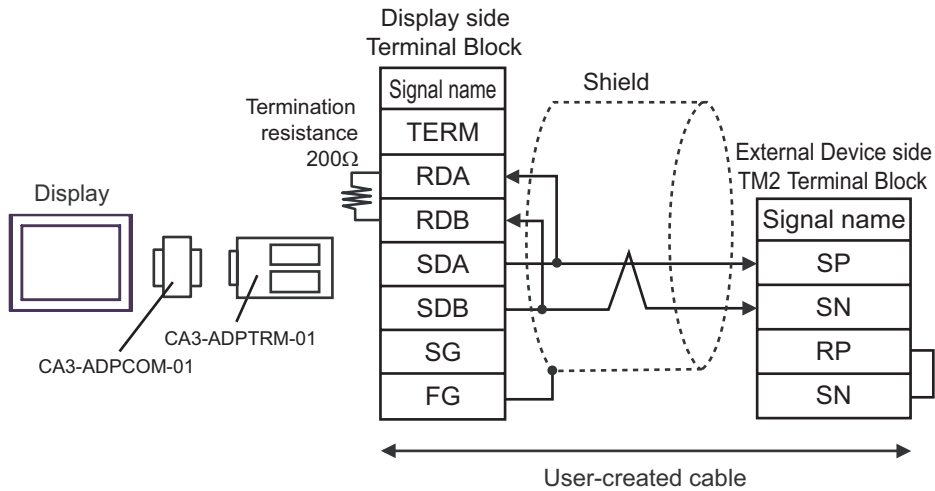 Display side
Terminal Block
Signal name
TERM
RDA
RDB
SDA
SDB
SG
FG
Termination
resistance
200Ω
Shield
External Device side
TM2 Terminal Block
Signal name
SP
SN
RP
SN
Display
CA3-ADPTRM-01
CA3-ADPCOM-01
User-created cable